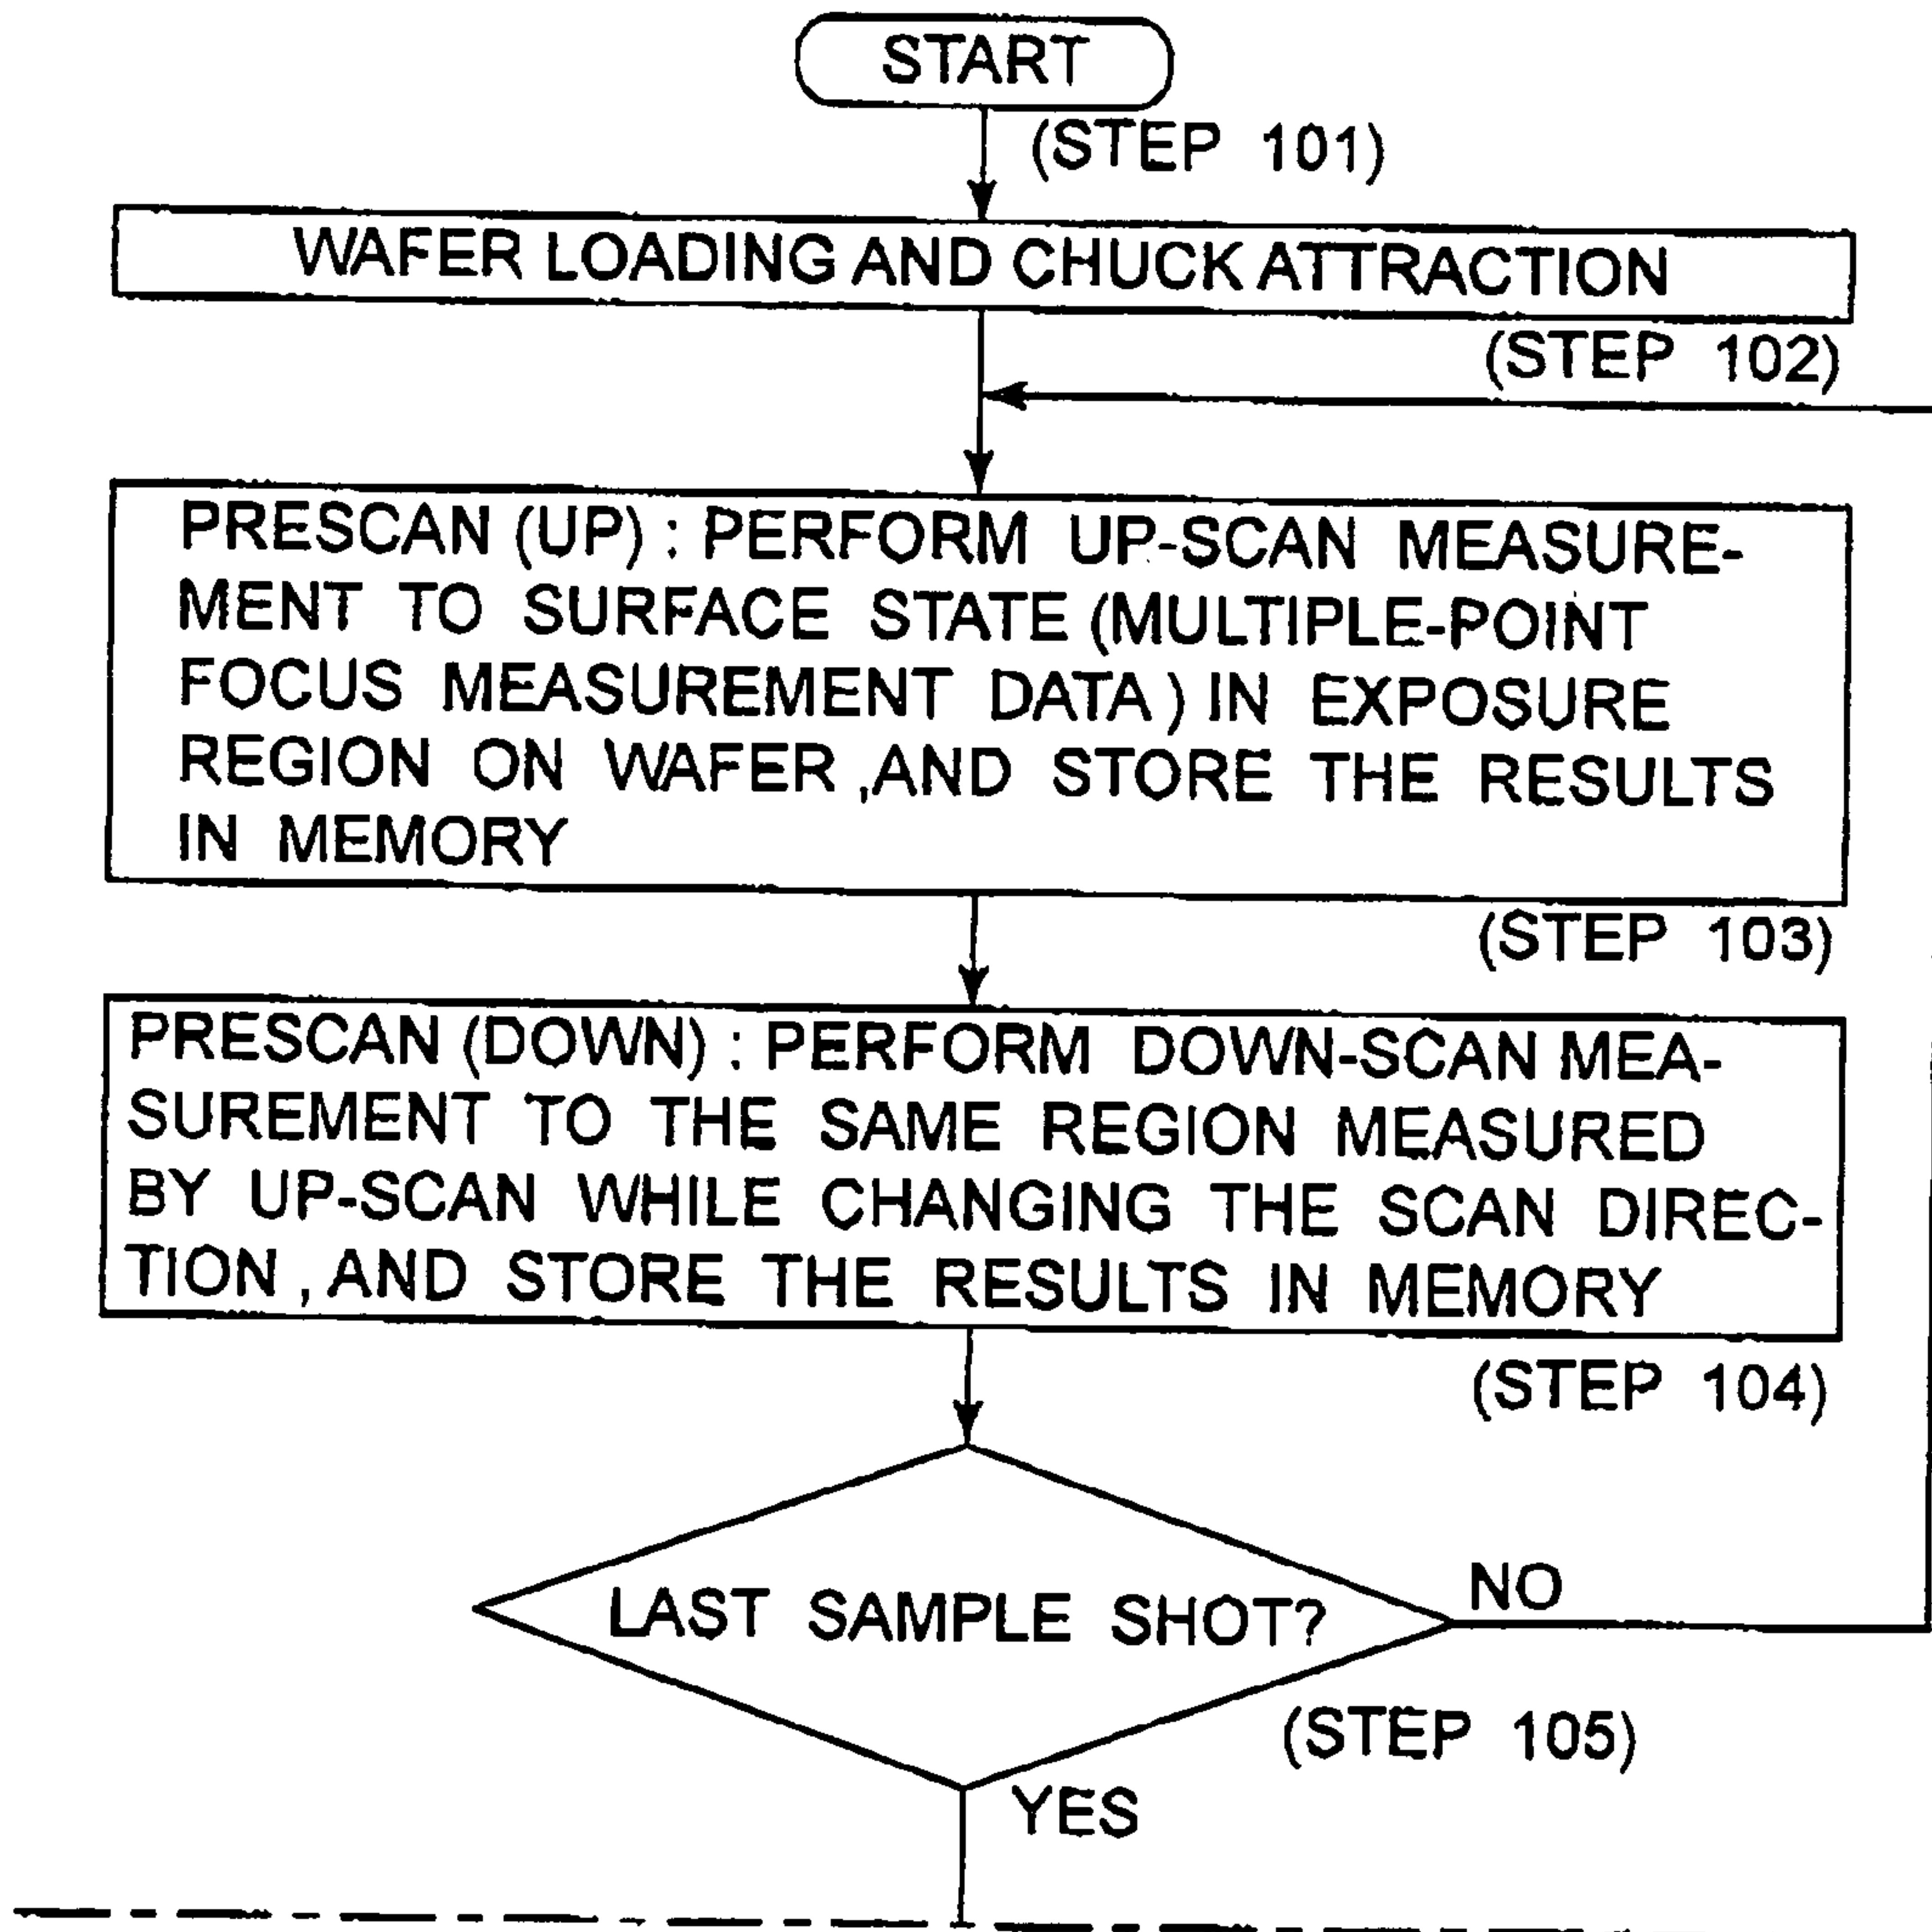 START
(STEP 101)
WAFER LOADING AND CHUCK ATTRACTION
(STEP 102)
PRESCAN (UP) : PERFORM UP-SCAN MEASURE-
MENT TO SURFACE STATE (MULTIPLE-POINT
FOCUS MEASUREMENT DATA) IN EXPOSURE
REGION ON WAFER ,AND STORE THE RESULTS
IN MEMORY
(STEP 103)
PRESCAN (DOWN) : PERFORM DOWN-SCAN MEA-
SUREMENT TO THE SAME REGION MEASURED
BY UP-SCAN WHILE CHANGING THE SCAN DIREC-
TION , AND STORE THE RESULTS IN MEMORY
(STEP 104)
LAST SAMPLE SHOT?
NO
(STEP 105)
YES